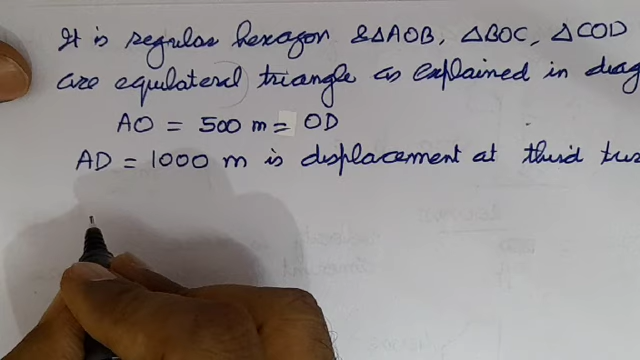 It is regular hexagon & ΔAOB, ΔBOC, ΔCOD
are equilateral triangle as explained in diag
AO = 500 m = OD
AD = 1000 m is displacement at third